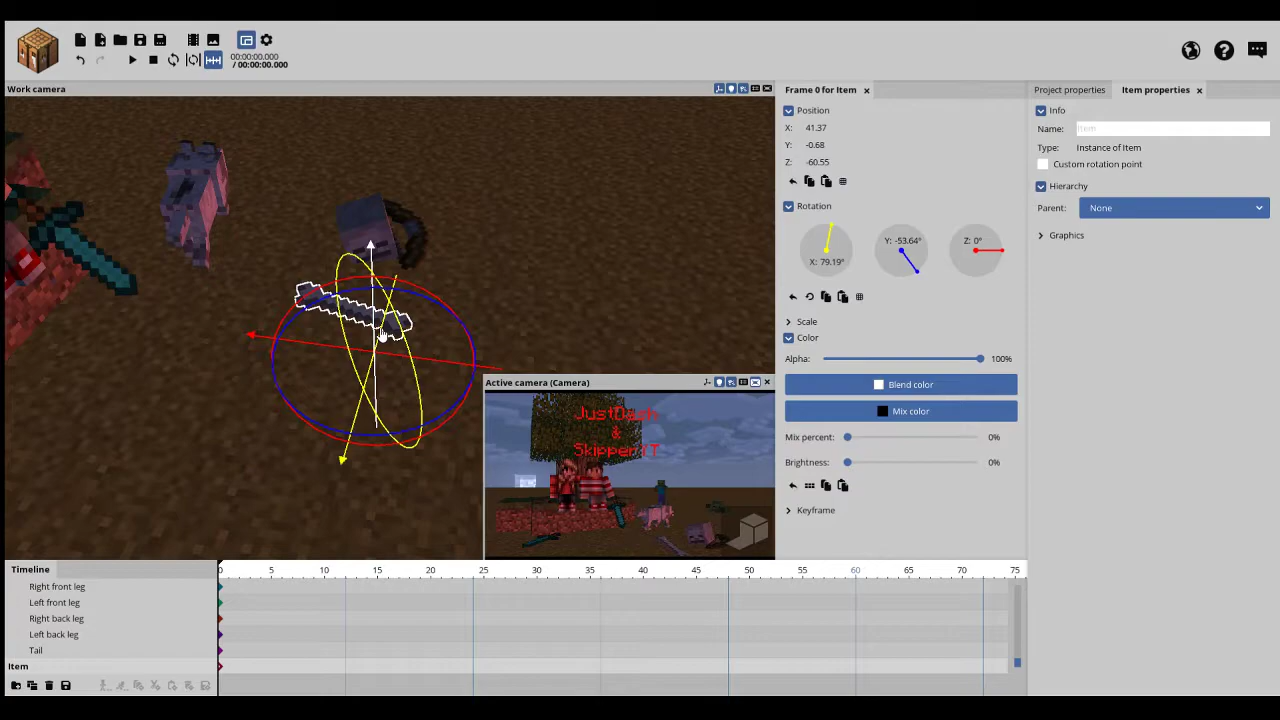 00:00:00.000
/ 00:00:00.000
Work camera
Active camera (Camera)
JustDash
&
SkipperTT
Frame 0 for Item
Position
X: 41.37
Y: -0.68
Z: -60.55
Rotation
X: 79.19°
Y: -53.64°
Z: 0°
Scale
Color
Alpha: 100%
Blend color
Mix color
Mix percent: 0%
Brightness: 0%
Keyframe
Project properties
Item properties
Info
Name: Item
Type: Instance of Item
Custom rotation point
Hierarchy
Parent: None
Graphics
Timeline
0 5 10 15 20 25 30 35 40 45 50 55 60 65 70 75
Right front leg
Left front leg
Right back leg
Left back leg
Tail
Item